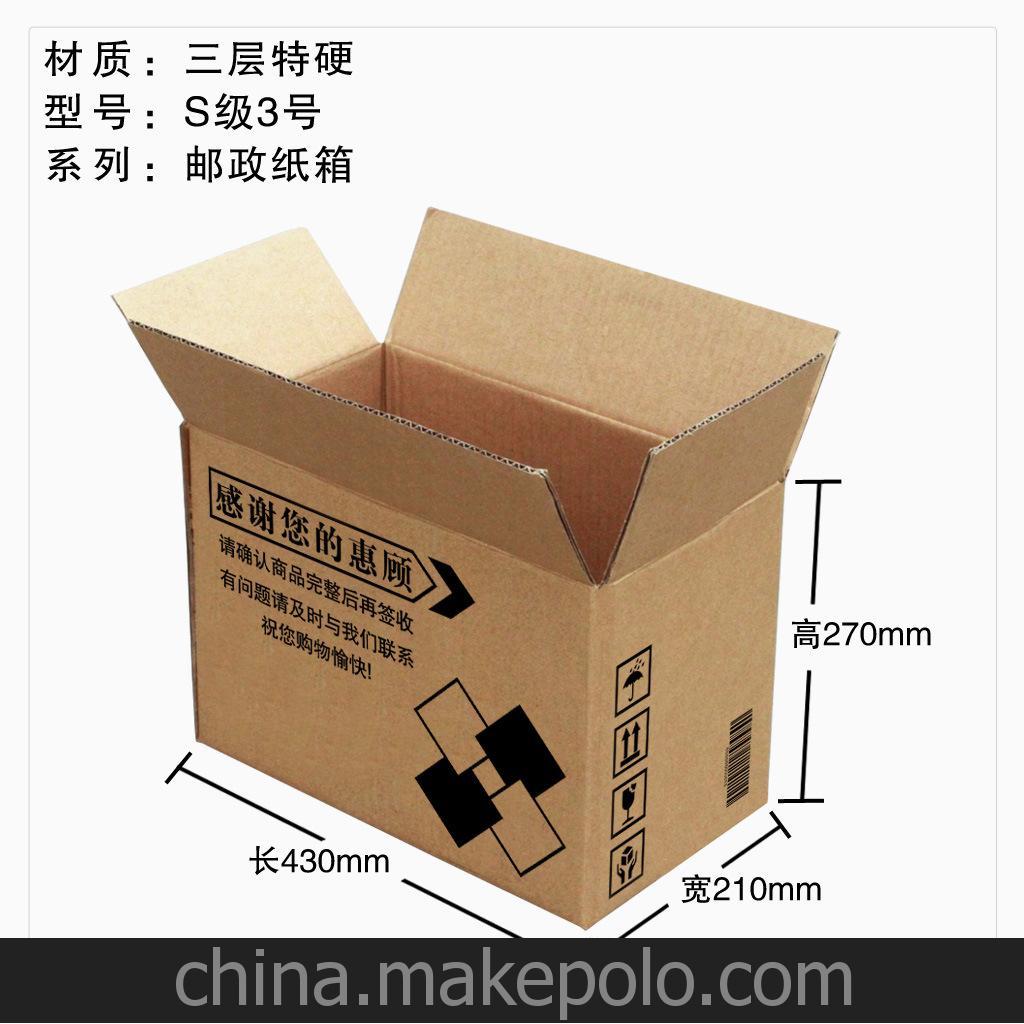 材质：三层特硬
型号：S级3号
系列：邮政纸箱
感谢您的惠顾
请确认商品完整后再签收
有问题请及时与我们联系
祝您购物愉快!
高270mm
长430mm
宽210mm
china.makepolo.com